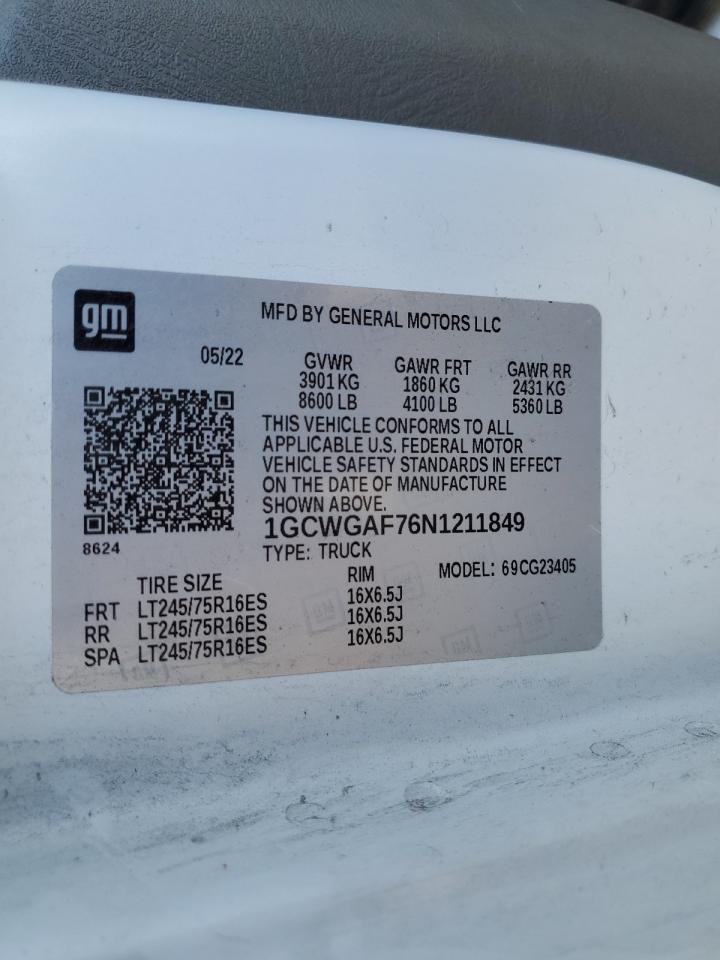 gm
MFD BY GENERAL MOTORS LLC
05/22
GVWR GAWR FRT GAWR RR
3901 KG 1860 KG 2431 KG
8600 LB 4100 LB 5360 LB
THIS VEHICLE CONFORMS TO ALL
APPLICABLE U.S. FEDERAL MOTOR
VEHICLE SAFETY STANDARDS IN EFFECT
ON THE DATE OF MANUFACTURE
SHOWN ABOVE.
1GCWGAF76N1211849
8624
TYPE: TRUCK
MODEL: 69CG23405
TIRE SIZE RIM
FRT LT245/75R16ES 16X6.5J
RR LT245/75R16ES 16X6.5J
SPA LT245/75R16ES 16X6.5J